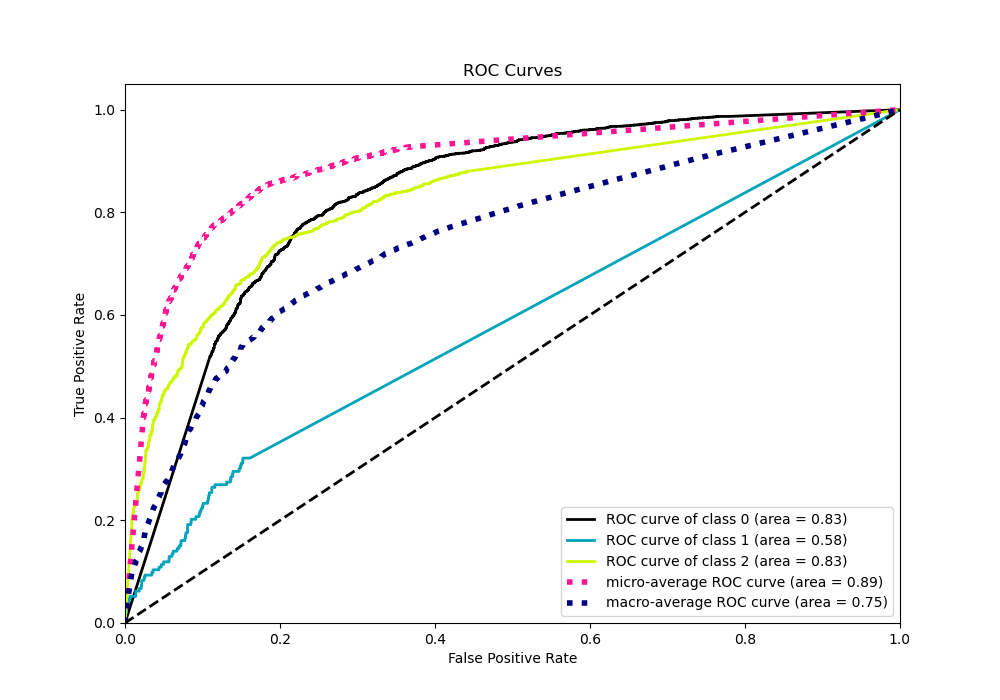 ROC Curves
1.0
0.8
0.6
0.4
0.2
0.0
True Positive Rate
0.0 0.2 0.4 0.6 0.8 1.0
False Positive Rate
ROC curve of class 0 (area = 0.83)
ROC curve of class 1 (area = 0.58)
ROC curve of class 2 (area = 0.83)
micro-average ROC curve (area = 0.89)
macro-average ROC curve (area = 0.75)